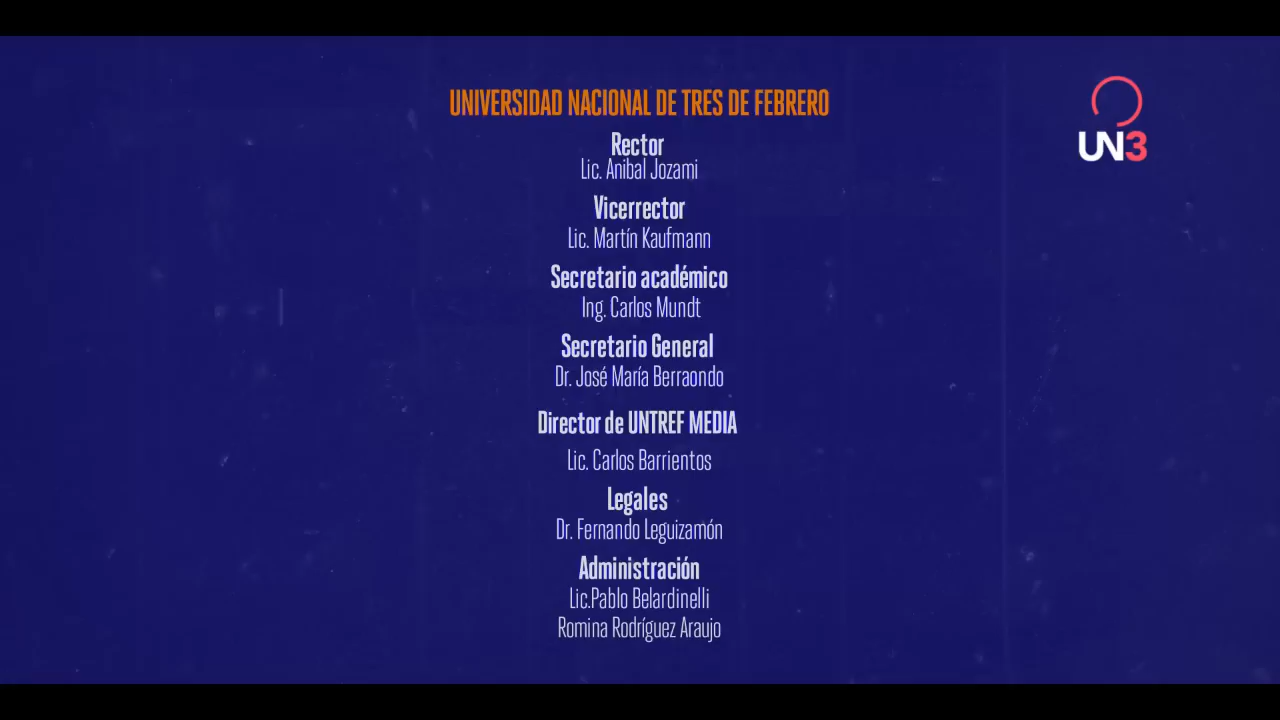 UNIVERSIDAD NACIONAL DE TRES DE FEBRERO
UN3
Rector
Lic. Anibal Jozami
Vicerrector
Lic. Martín Kaufmann
Secretario académico
Ing. Carlos Mundt
Secretario General
Dr. José María Berraondo
Director de UNTREF MEDIA
Lic. Carlos Barrientos
Legales
Dr. Fernando Leguizamón
Administración
Lic.Pablo Belardinelli
Romina Rodríguez Araujo